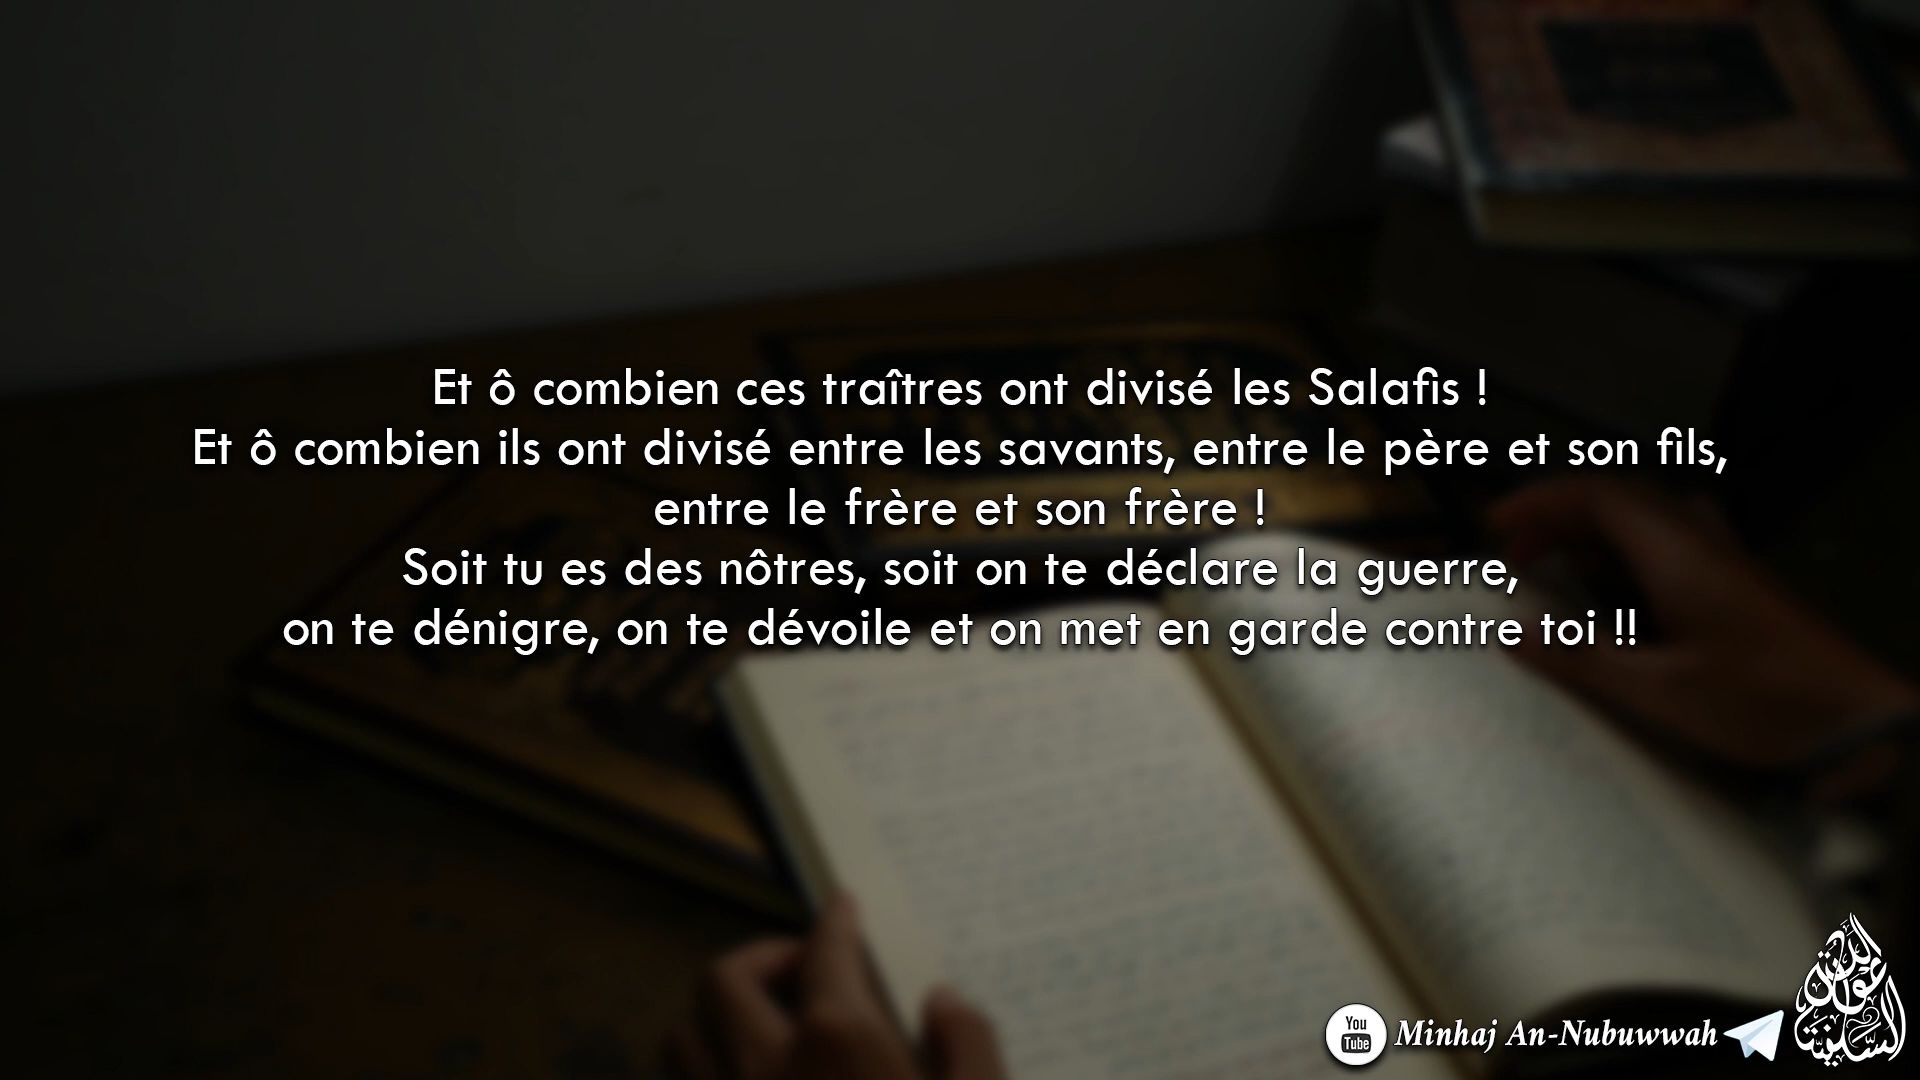 Et ô combien ces traîtres ont divisé les Salafis !
Et ô combien ils ont divisé entre les savants, entre le père et son fils,
entre le frère et son frère !
Soit tu es des nôtres, soit on te déclare la guerre,
on te dénigre, on te dévoile et on met en garde contre toi !!
You
Tube
Minhaj An-Nubuwwah